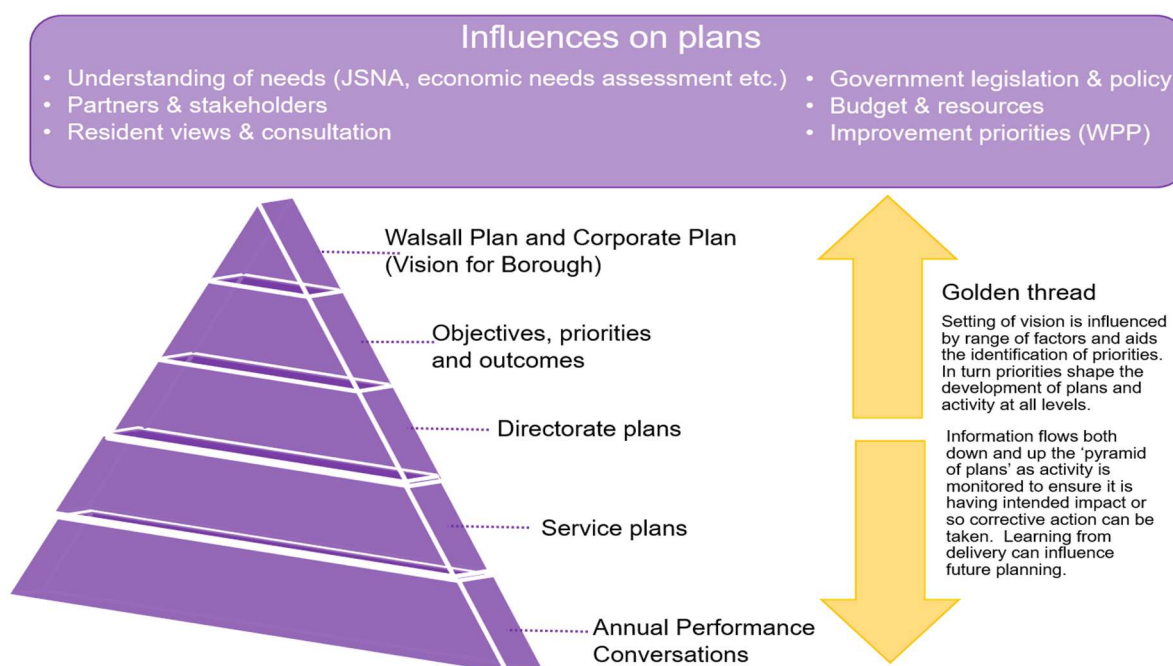 Influences on plans
• Understanding of needs (JSNA, economic needs assessment etc.)
• Partners & stakeholders
• Resident views & consultation
• Government legislation & policy
• Budget & resources
• Improvement priorities (WPP)
Walsall Plan and Corporate Plan
(Vision for Borough)
Objectives, priorities
and outcomes
Directorate plans
Service plans
Annual Performance
Conversations
Golden thread
Setting of vision is influenced
by range of factors and aids
the identification of priorities.
In turn priorities shape the
development of plans and
activity at all levels.
Information flows both
down and up the ‘pyramid
of plans’ as activity is
monitored to ensure it is
having intended impact or
so corrective action can be
taken.  Learning from
delivery can influence
future planning.